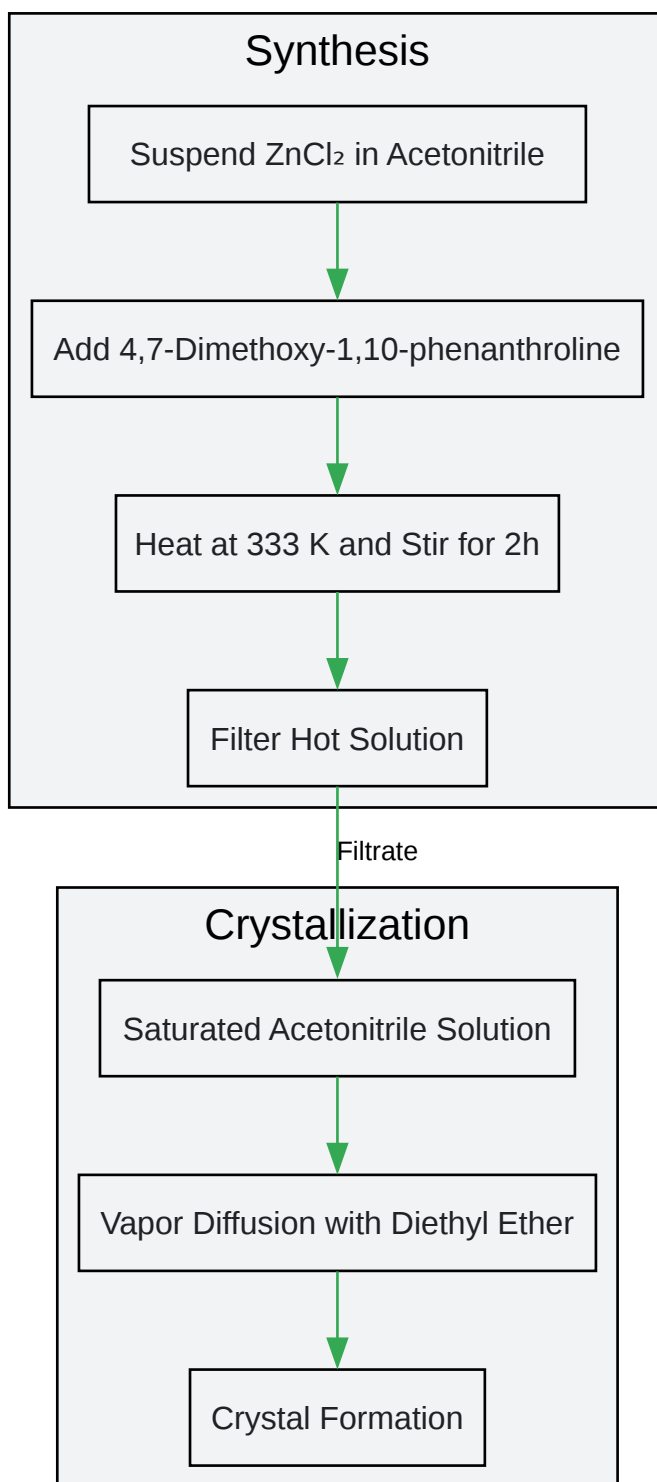 Synthesis
Suspend ZnCl₂ in Acetonitrile
Add 4,7-Dimethoxy-1,10-phenanthroline
Heat at 333 K and Stir for 2h
Filter Hot Solution
Filtrate
Crystallization
Saturated Acetonitrile Solution
Vapor Diffusion with Diethyl Ether
Crystal Formation